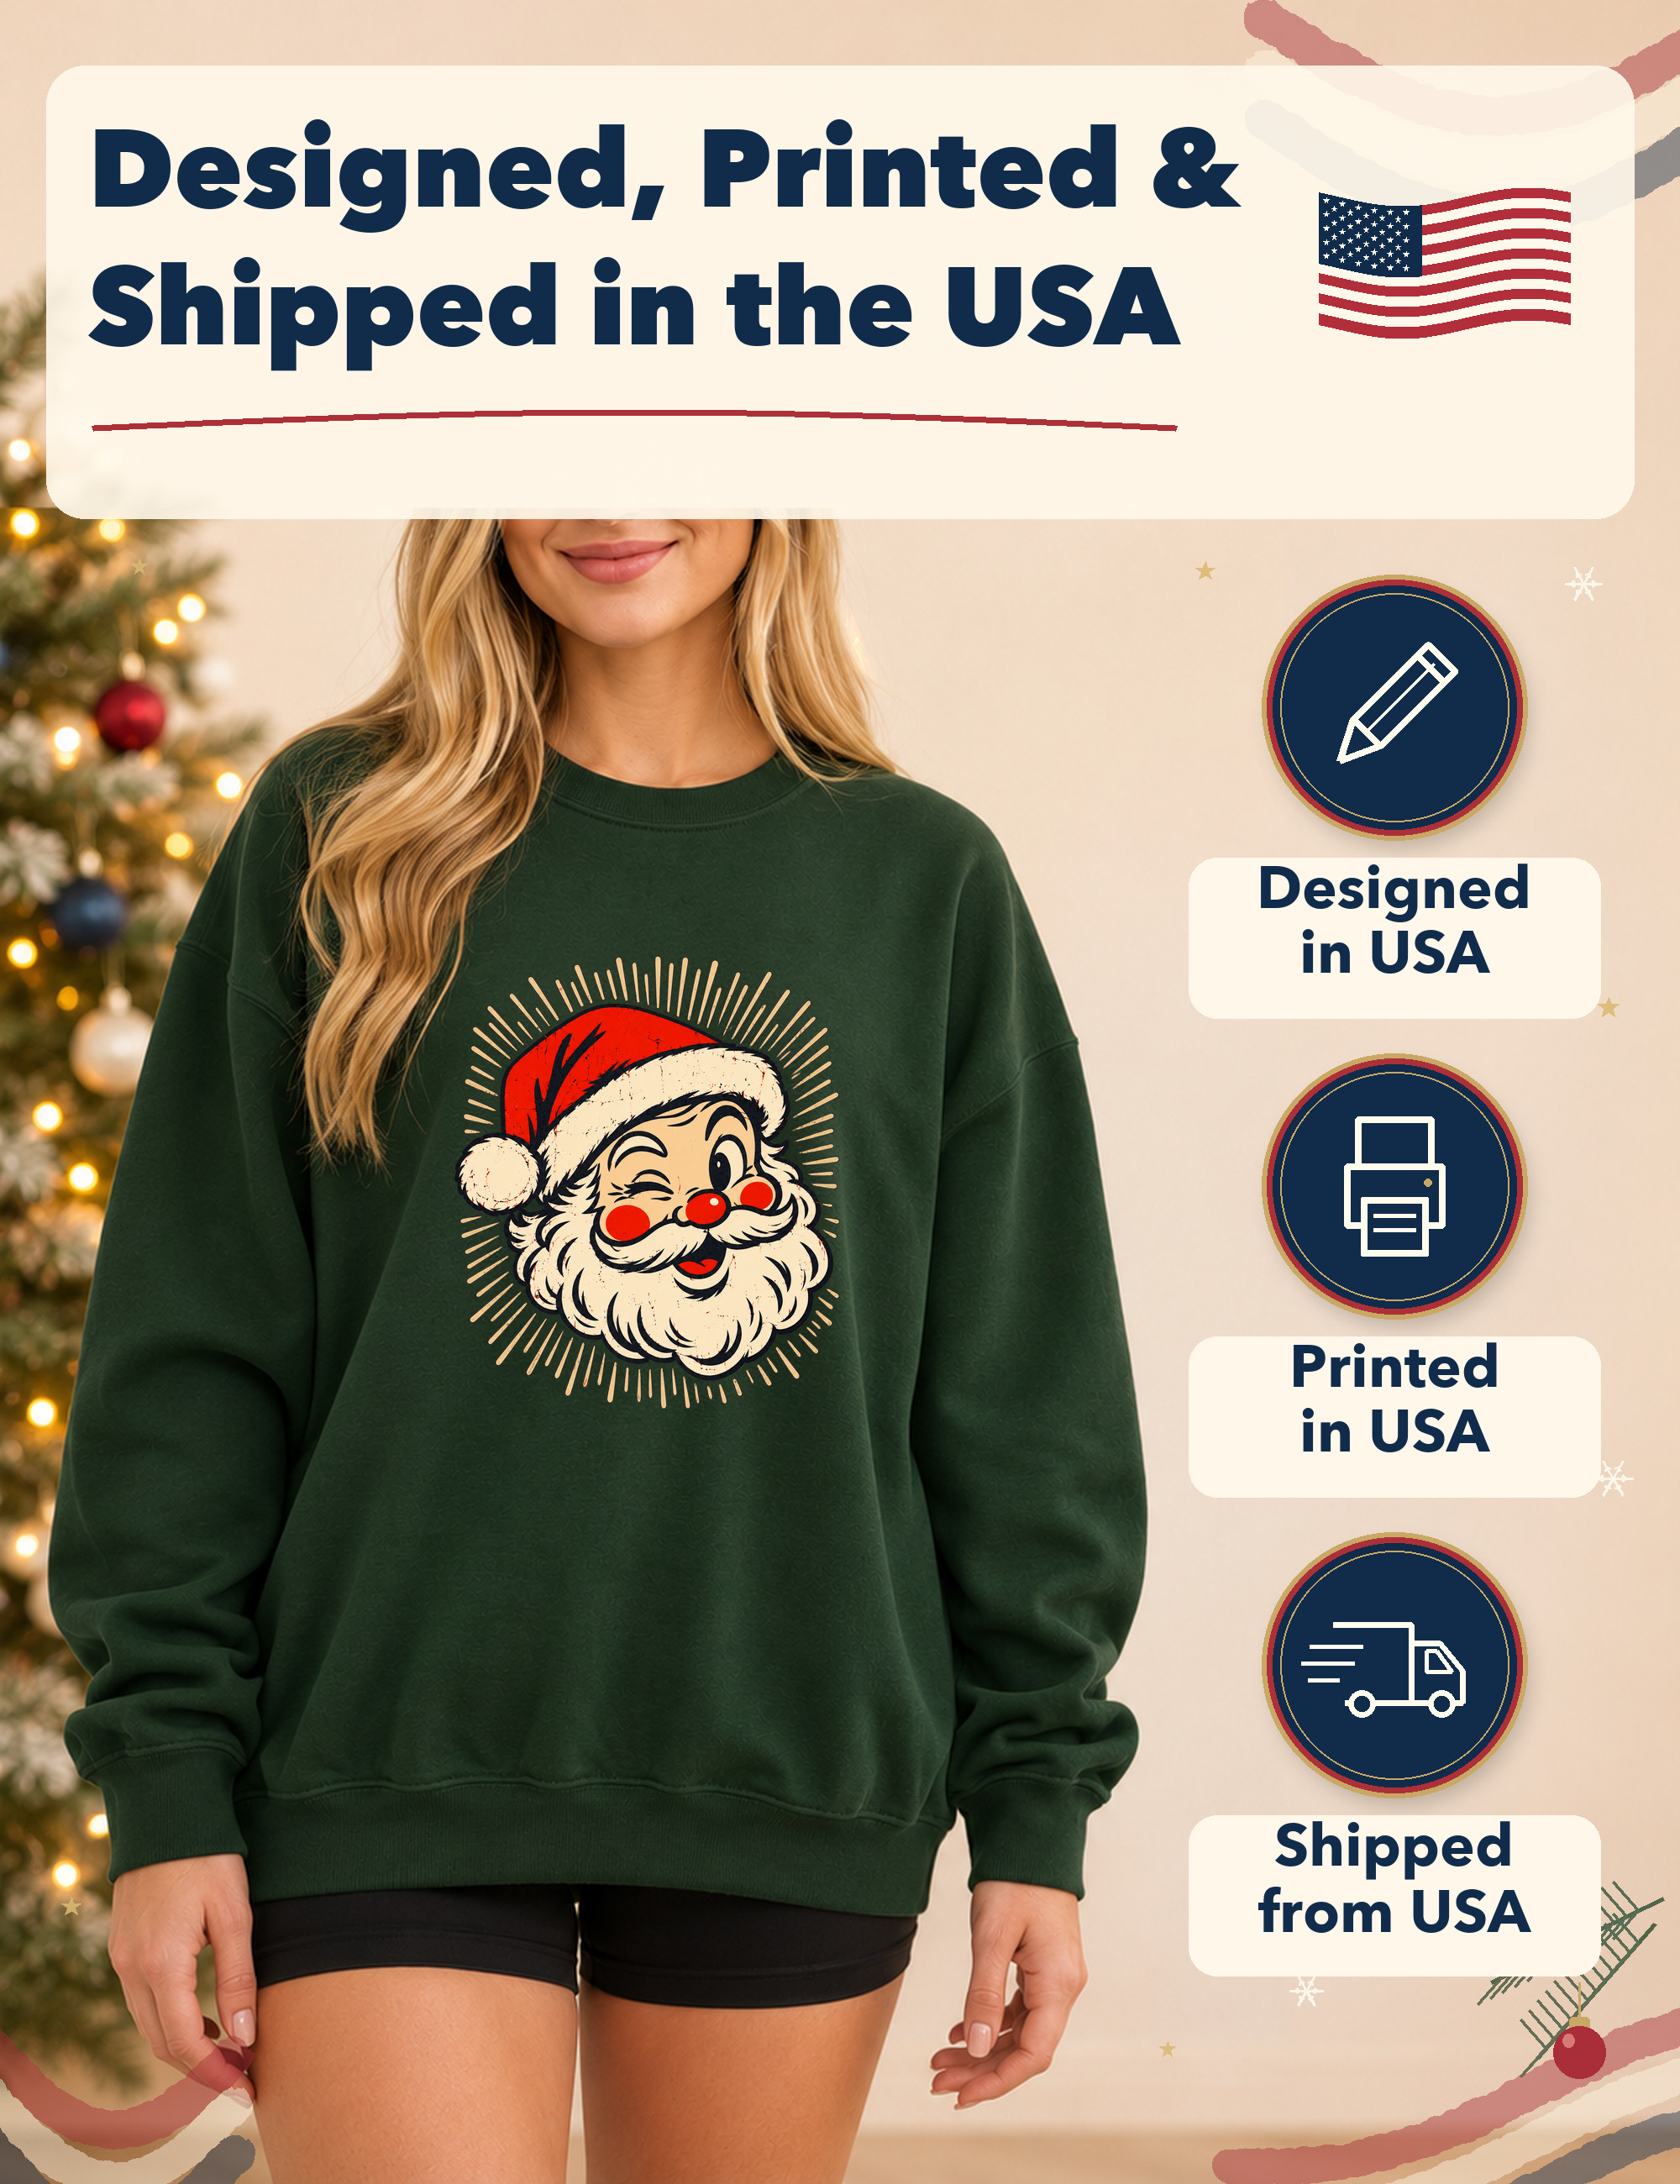 Designed, Printed &
Shipped in the USA
Designed
in USA
Printed
in USA
Shipped
from USA